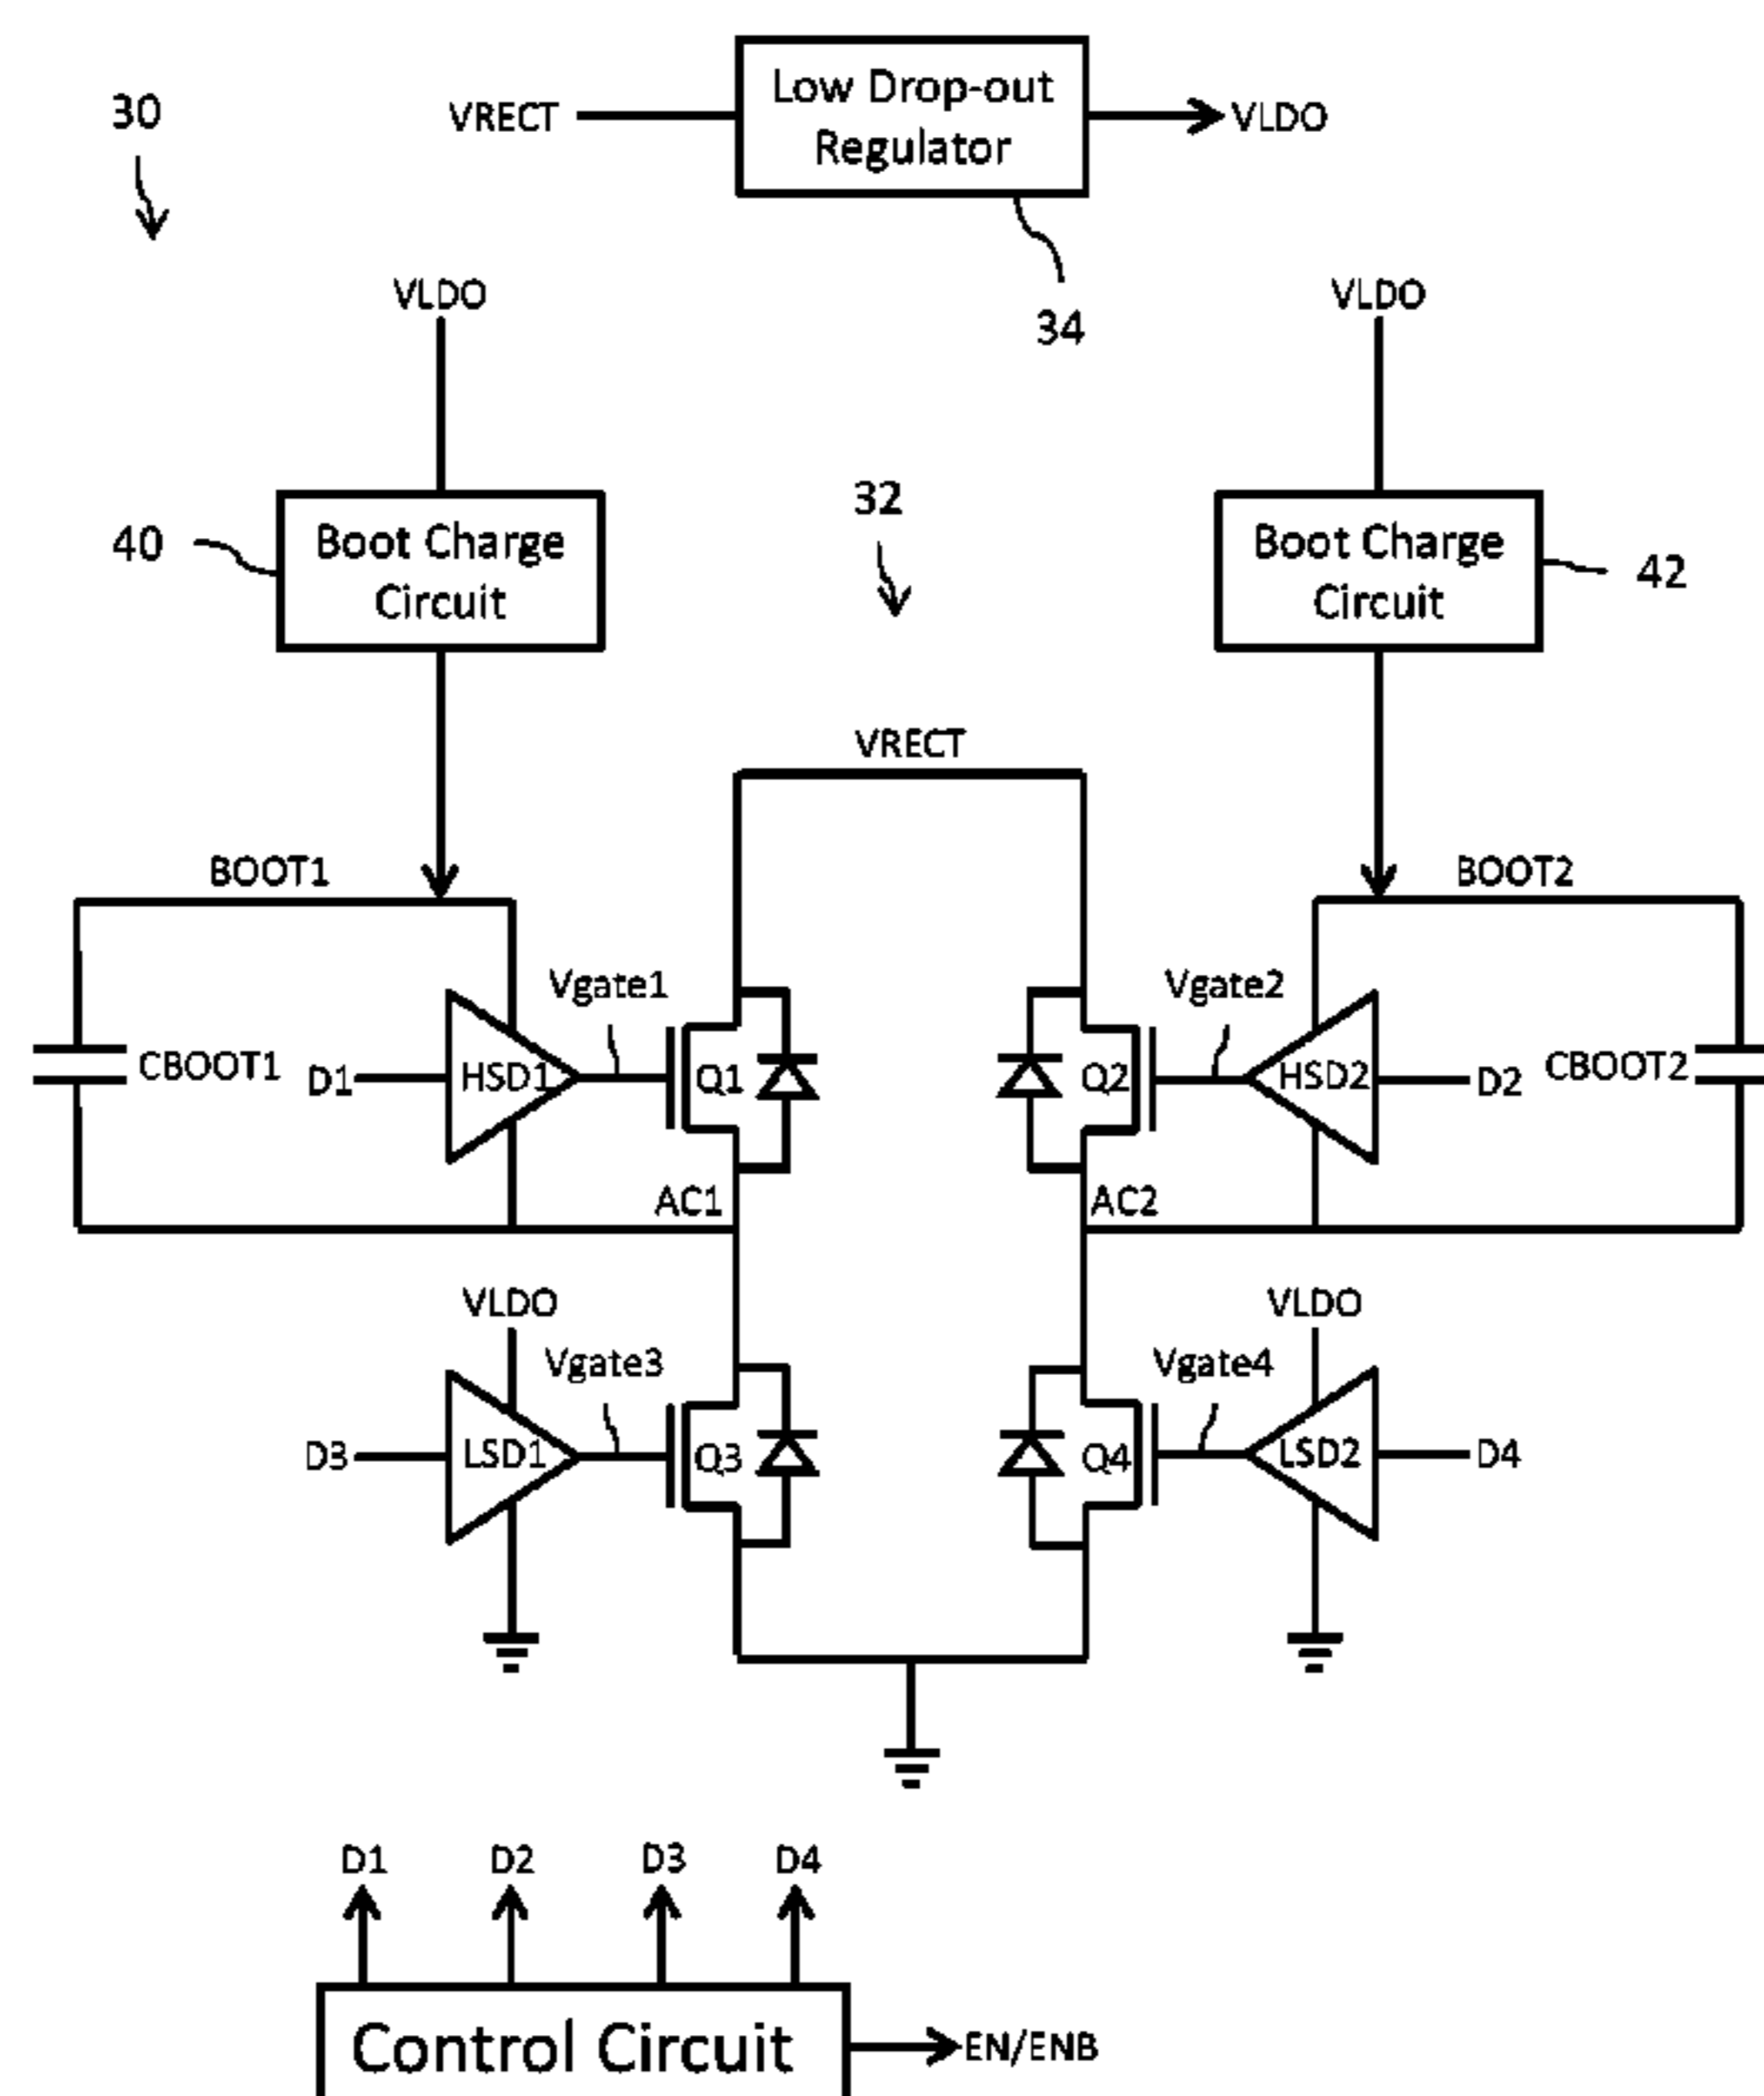 30
VRECT
Low Drop-out
Regulator
VLDO
34
VLDO
VLDO
40
Boot Charge
Circuit
32
Boot Charge
Circuit
42
VRECT
BOOT1
BOOT2
Vgate1
Vgate2
CBOOT1
D1
HSD1
Q1
Q2
HSD2
D2
CBOOT2
AC1
AC2
VLDO
VLDO
Vgate3
Vgate4
D3
LSD1
Q3
Q4
LSD2
D4
D1
D2
D3
D4
Control Circuit
EN/ENB